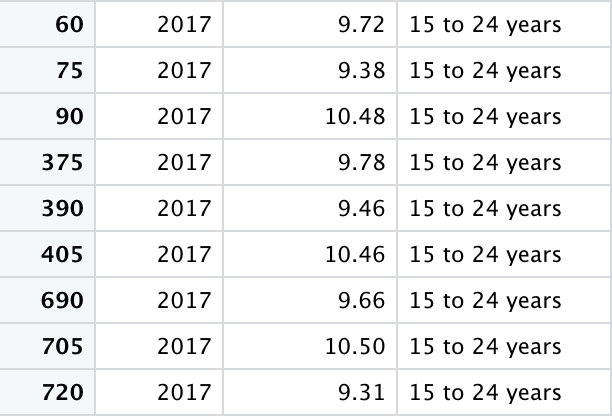 60 2017 9.72 15 to 24 years
75 2017 9.38 15 to 24 years
90 2017 10.48 15 to 24 years
375 2017 9.78 15 to 24 years
390 2017 9.46 15 to 24 years
405 2017 10.46 15 to 24 years
690 2017 9.66 15 to 24 years
705 2017 10.50 15 to 24 years
720 2017 9.31 15 to 24 years